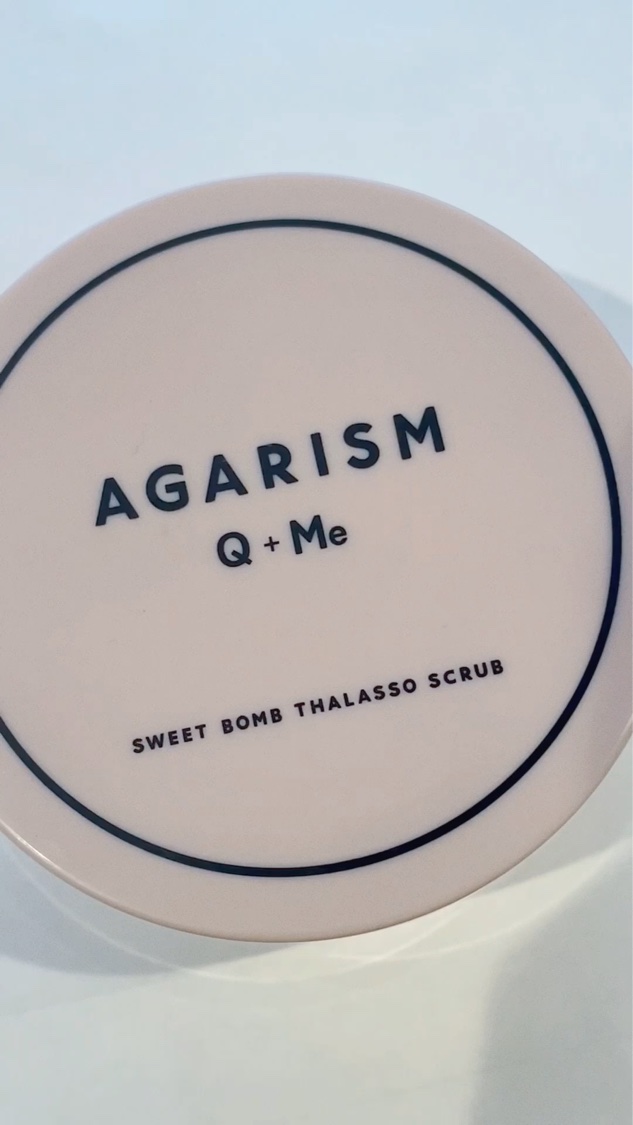 AGARISM
Q + Me
SWEET BOMB THALASSO SCRUB